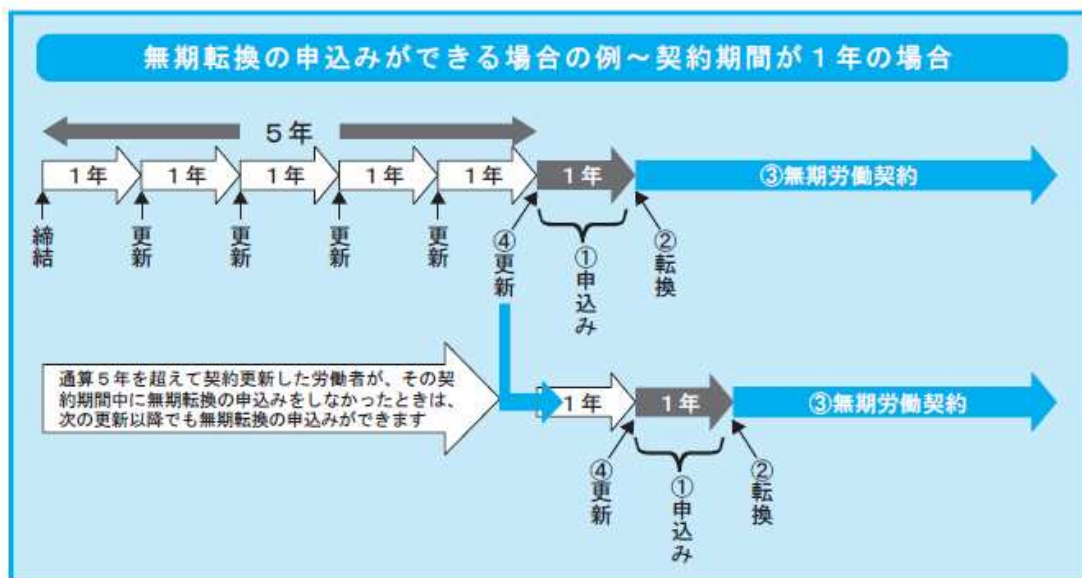 無期転換の申込みができる場合の例～契約期間が１年の場合
５年
１年
１年
１年
１年
１年
１年
③無期労働契約
締結
更新
更新
更新
更新
④更新
①申込み
②転換
通算５年を超えて契約更新した労働者が、その契
約期間中に無期転換の申込みをしなかったときは、
次の更新以降でも無期転換の申込みができます
１年
１年
③無期労働契約
④更新
①申込み
②転換